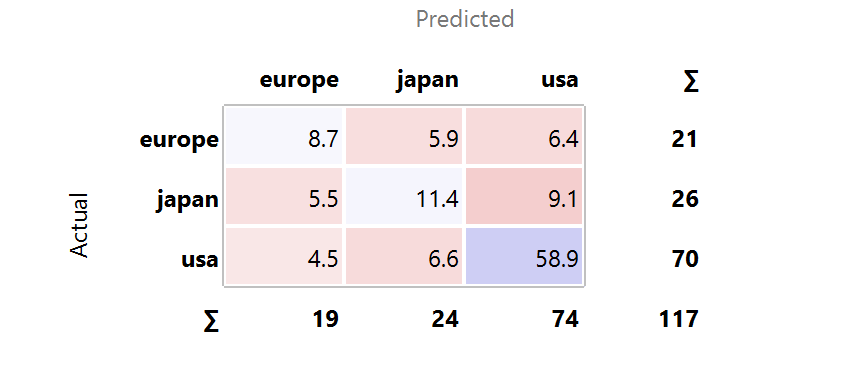 Predicted
europe japan usa ∑
europe 8.7 5.9 6.4 21
japan 5.5 11.4 9.1 26
usa 4.5 6.6 58.9 70
∑ 19 24 74 117
Actual